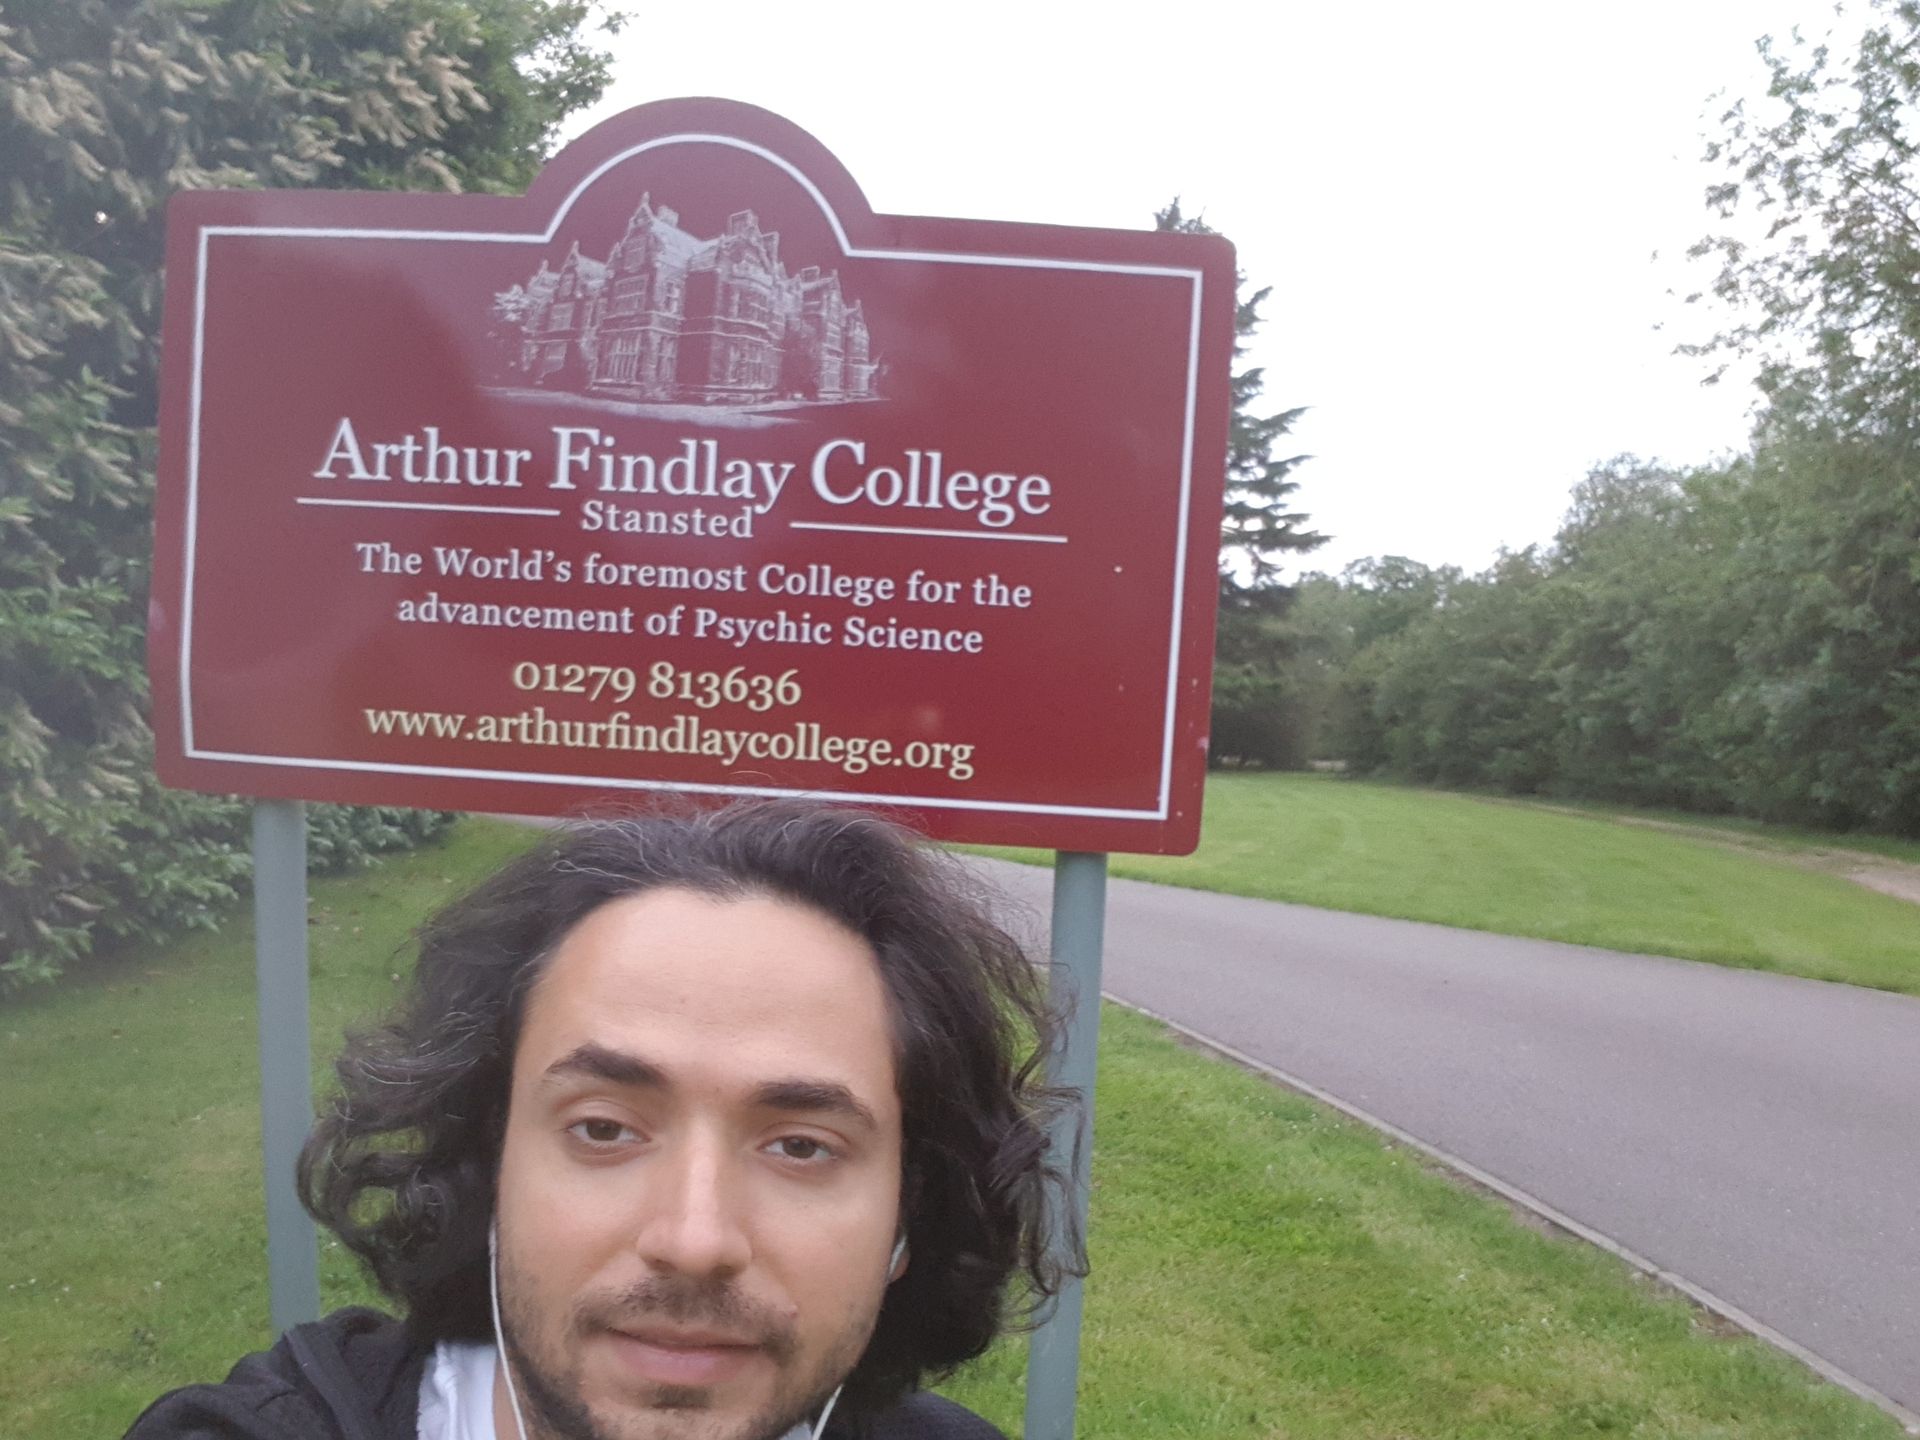 Arthur Findlay College
Stansted
The World's foremost College for the
advancement of Psychic Science
01279 813636
www.arthurfindlaycollege.org